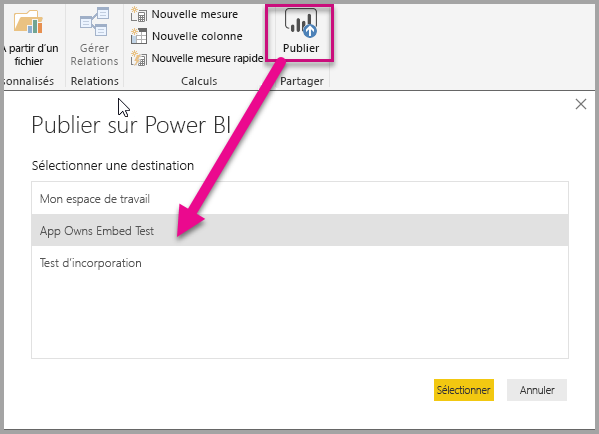 À partir d'un
fichier
sonnalisés
Gérer
Relations
Relations
Nouvelle mesure
Nouvelle colonne
Nouvelle mesure rapide
Calculs
Publier
Partager
Publier sur Power BI
Sélectionner une destination
Mon espace de travail
App Owns Embed Test
Test d'incorporation
Sélectionner
Annuler